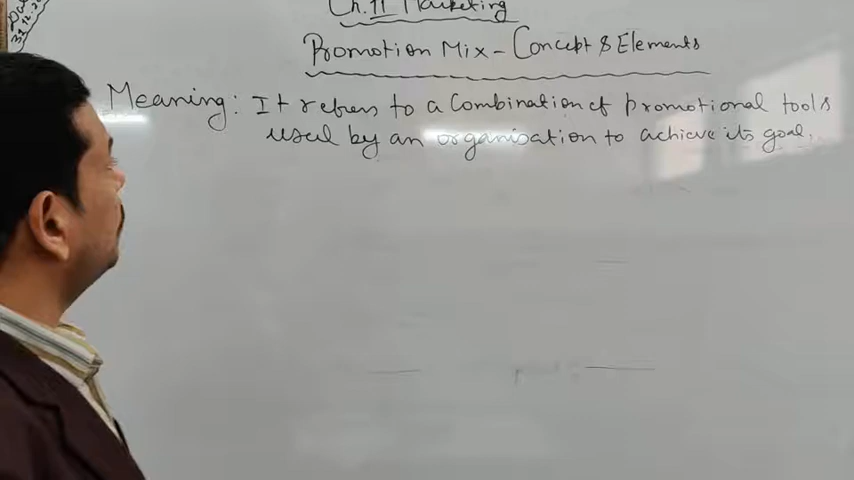 Ch. 11 Marketing
Promotion Mix - Concept & Elements
Meaning: It refers to a Combination of promotional tools
used by an organisation to achieve its goal.